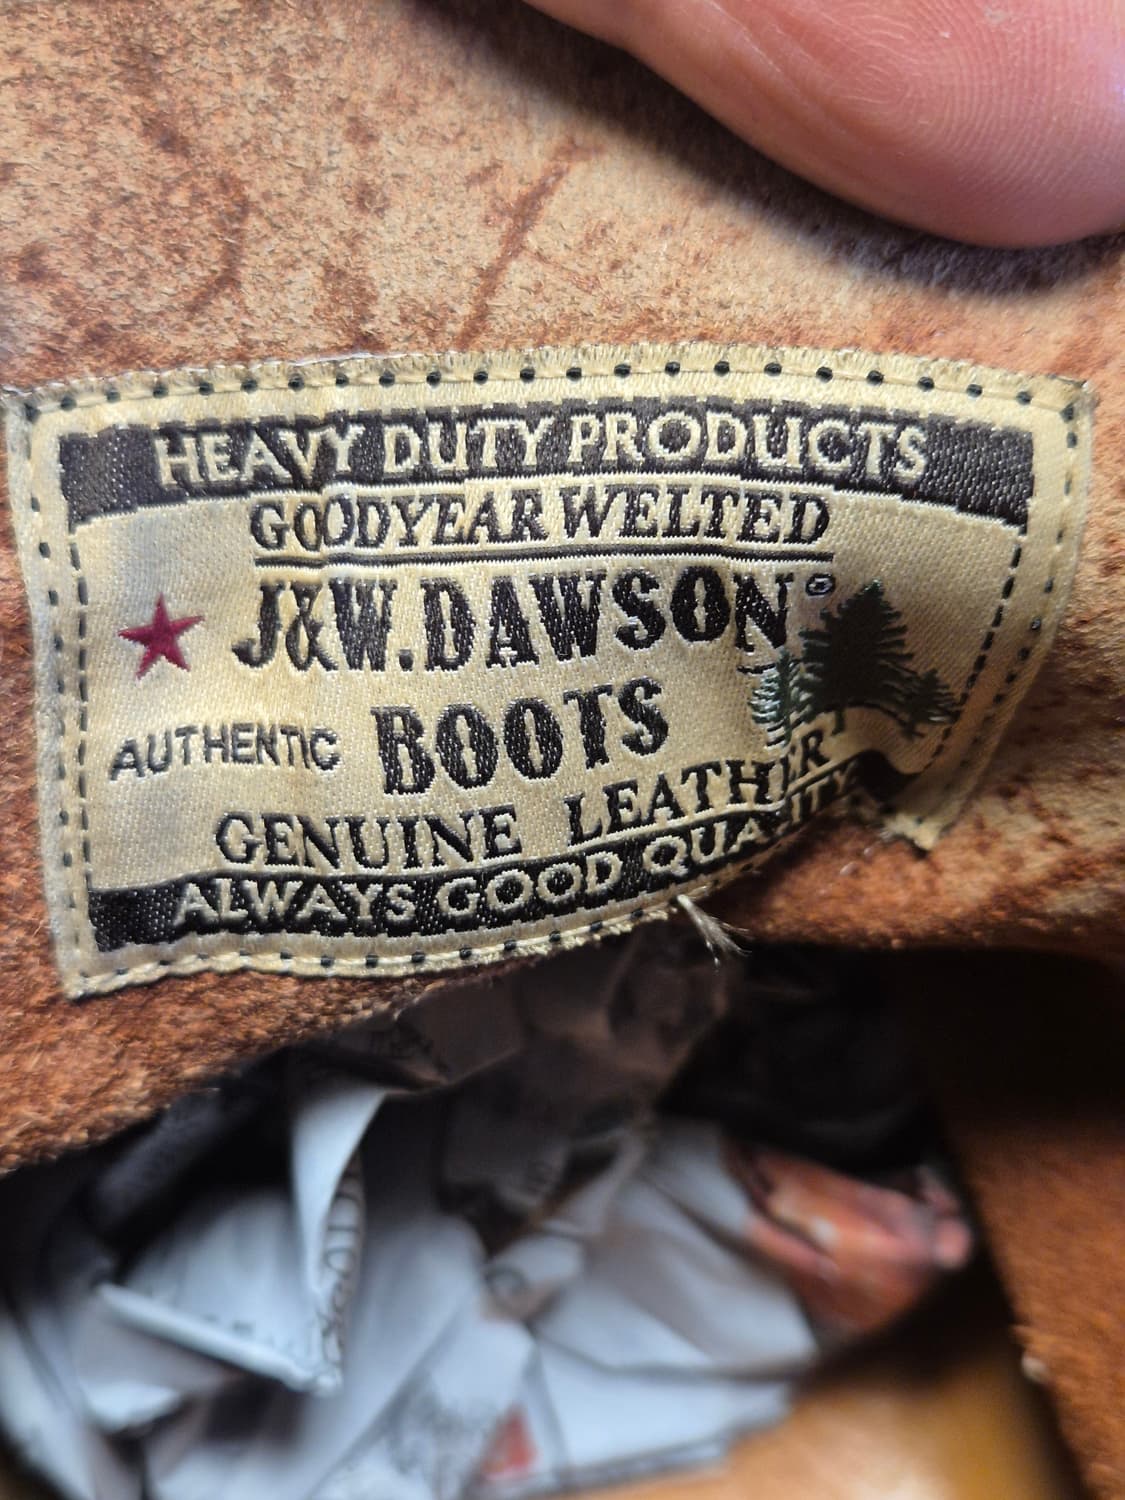 HEAVY DUTY PRODUCTS
GOODYEAR WELTED
J&W.DAWSON®
AUTHENTIC BOOTS
GENUINE LEATHER
ALWAYS GOOD QUALITY